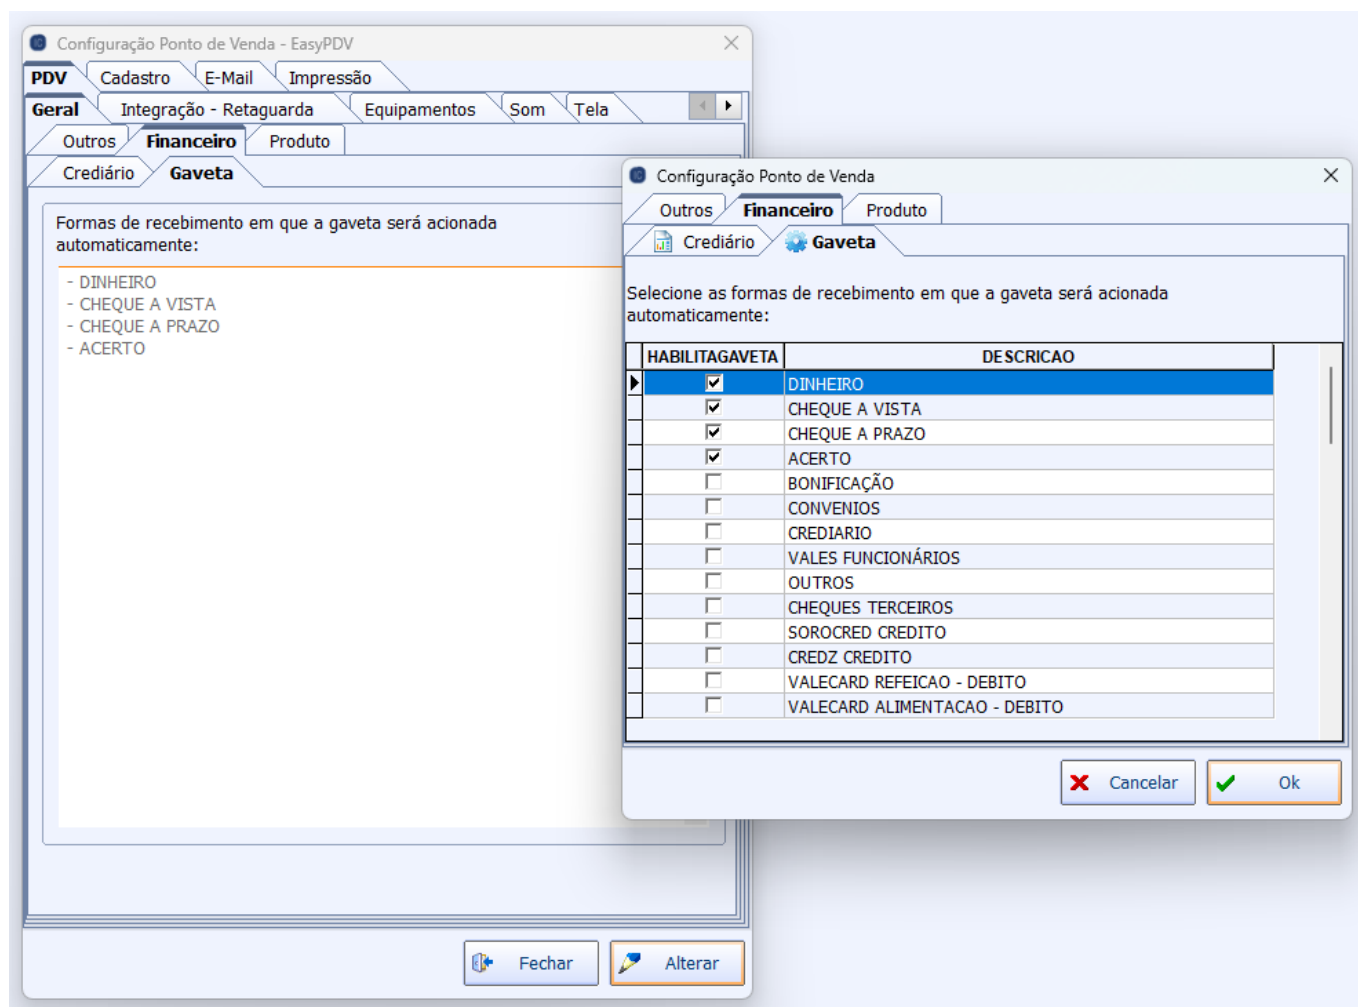 Configuração Ponto de Venda - EasyPDV
PDV Cadastro E-Mail Impressão
Geral Integração - Retaguarda Equipamentos Som Tela
Outros Financeiro Produto
Crediário Gaveta
Formas de recebimento em que a gaveta será acionada
automaticamente:
- DINHEIRO
- CHEQUE A VISTA
- CHEQUE A PRAZO
- ACERTO
Fechar Alterar
Configuração Ponto de Venda
Outros Financeiro Produto
Crediário Gaveta
Selecione as formas de recebimento em que a gaveta será acionada
automaticamente:
HABILITAGAVETA DESCRICAO
DINHEIRO
CHEQUE A VISTA
CHEQUE A PRAZO
ACERTO
BONIFICAÇÃO
CONVENIOS
CREDIARIO
VALES FUNCIONÁRIOS
OUTROS
CHEQUES TERCEIROS
SOROCRED CREDITO
CREDZ CREDITO
VALECARD REFEICAO - DEBITO
VALECARD ALIMENTACAO - DEBITO
Cancelar Ok